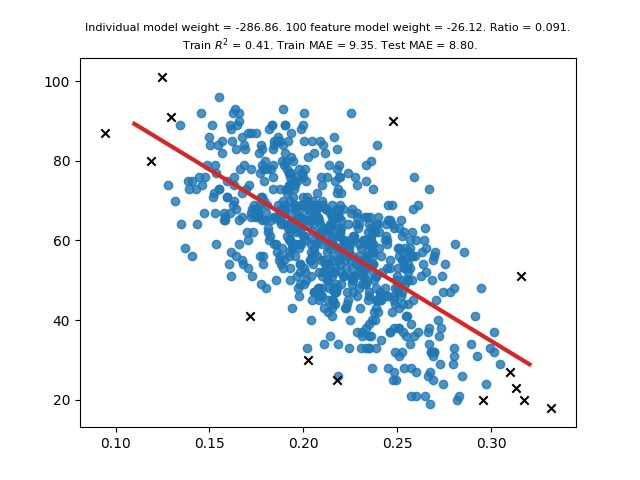 Individual model weight = -286.86. 100 feature model weight = -26.12. Ratio = 0.091.
Train R² = 0.41. Train MAE = 9.35. Test MAE = 8.80.
100
80
60
40
20
0.10 0.15 0.20 0.25 0.30